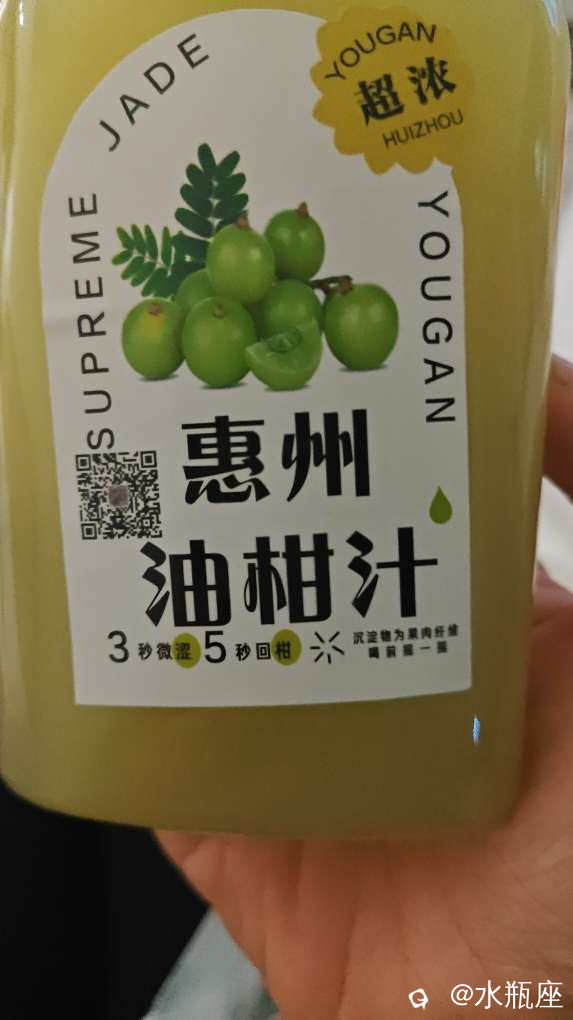 YOUGAN
超浓
HUIZHOU
SUPREME JADE YOUGAN
惠州
油柑汁
3秒微涩5秒回柑
沉淀物为果肉纤维
喝前摇一摇
@水瓶座